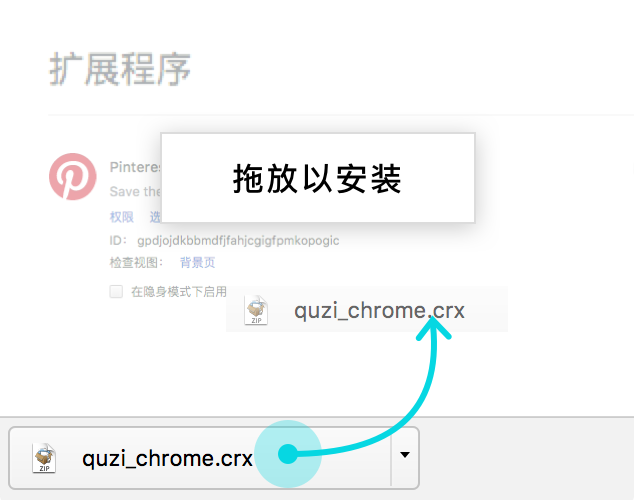 扩展程序
拖放以安装
Pinteres
Save the
权限 选
ID： gpdjojdkbbmdfjfahjcgigfpmkopogic
检查视图： 背景页
在隐身模式下启用
ZIP quzi_chrome.crx
ZIP quzi_chrome.crx